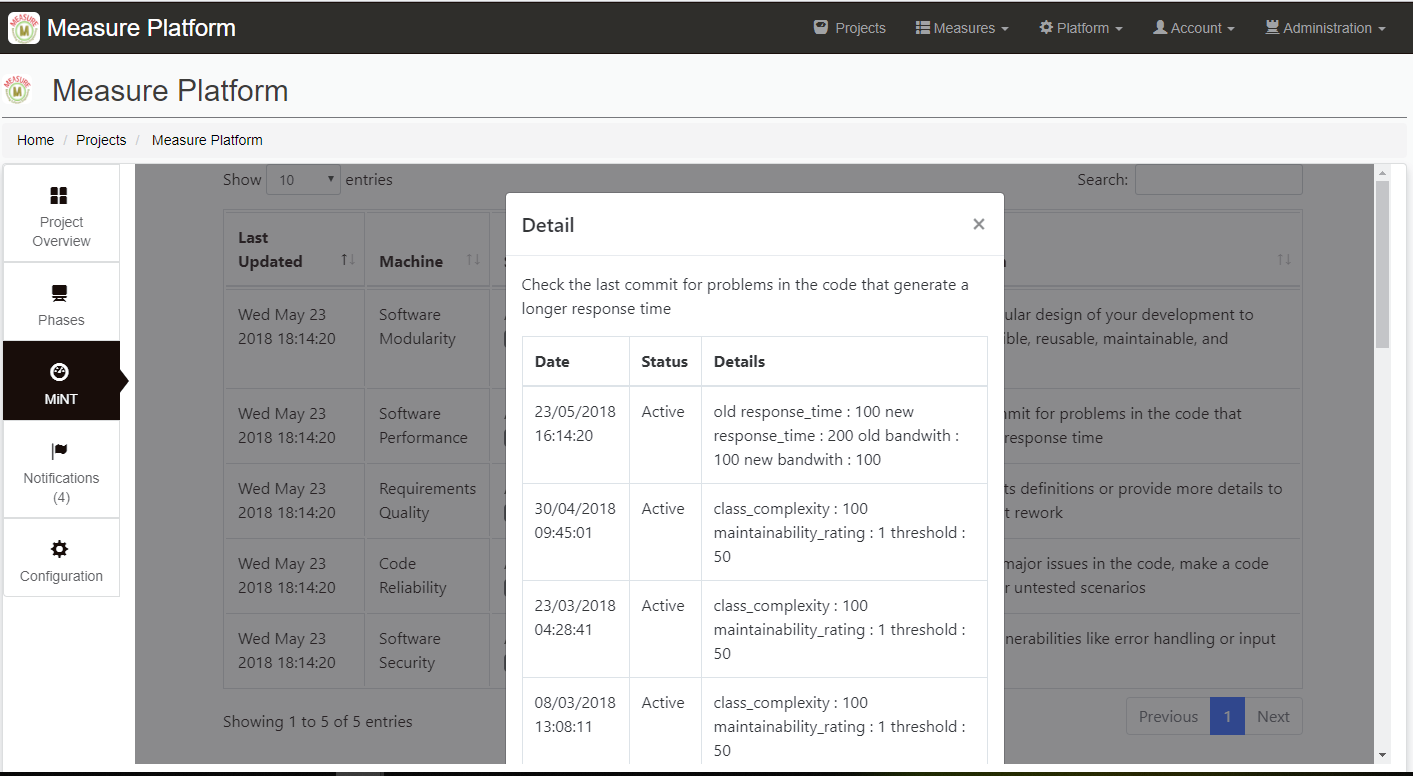 MEASURE
M
Measure Platform
Projects
Measures
Platform
Account
Administration
MEASURE
M
Measure Platform
Home / Projects / Measure Platform
Project
Overview
Phases
MiNT
Notifications
(4)
Configuration
Show 10 entries
Search:
Last
Updated
Machine
Wed May 23
2018 18:14:20
Software
Modularity
ular design of your development to
ible, reusable, maintainable, and
Wed May 23
2018 18:14:20
Software
Performance
mit for problems in the code that
response time
Wed May 23
2018 18:14:20
Requirements
Quality
ts definitions or provide more details to
t rework
Wed May 23
2018 18:14:20
Code
Reliability
major issues in the code, make a code
r untested scenarios
Wed May 23
2018 18:14:20
Software
Security
nerabilities like error handling or input
Showing 1 to 5 of 5 entries
Previous 1 Next
Detail
×
Check the last commit for problems in the code that generate a
longer response time
Date Status Details
23/05/2018
16:14:20
Active
old response_time : 100 new
response_time : 200 old bandwith :
100 new bandwith : 100
30/04/2018
09:45:01
Active
class_complexity : 100
maintainability_rating : 1 threshold :
50
23/03/2018
04:28:41
Active
class_complexity : 100
maintainability_rating : 1 threshold :
50
08/03/2018
13:08:11
Active
class_complexity : 100
maintainability_rating : 1 threshold :
50